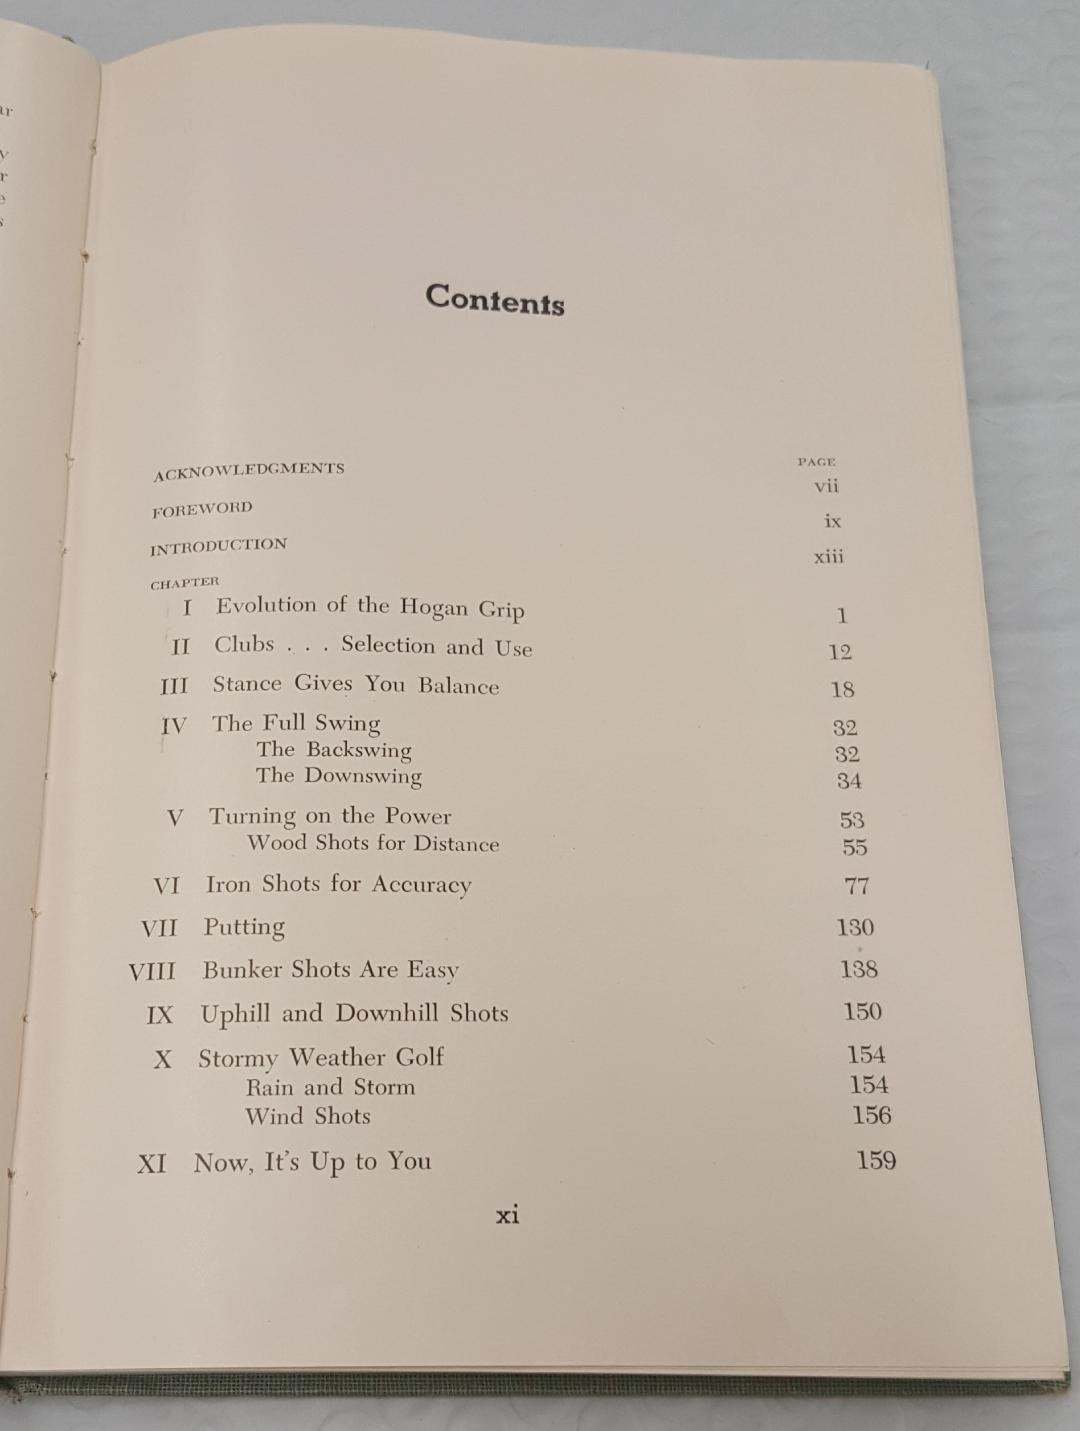 Contents
PAGE
ACKNOWLEDGMENTS vii
FOREWORD ix
INTRODUCTION xiii
CHAPTER
I Evolution of the Hogan Grip 1
II Clubs . . . Selection and Use 12
III Stance Gives You Balance 18
IV The Full Swing 32
The Backswing 32
The Downswing 34
V Turning on the Power 53
Wood Shots for Distance 55
VI Iron Shots for Accuracy 77
VII Putting 130
VIII Bunker Shots Are Easy 138
IX Uphill and Downhill Shots 150
X Stormy Weather Golf 154
Rain and Storm 154
Wind Shots 156
XI Now, It's Up to You 159
xi